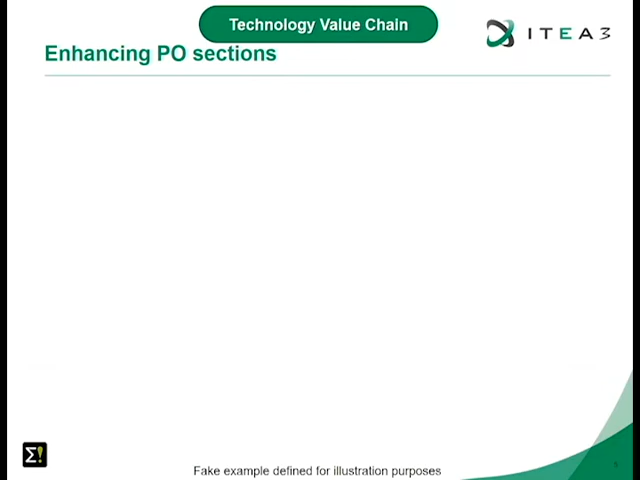 Technology Value Chain
ITEA3
Enhancing PO sections
Σ!
Fake example defined for illustration purposes